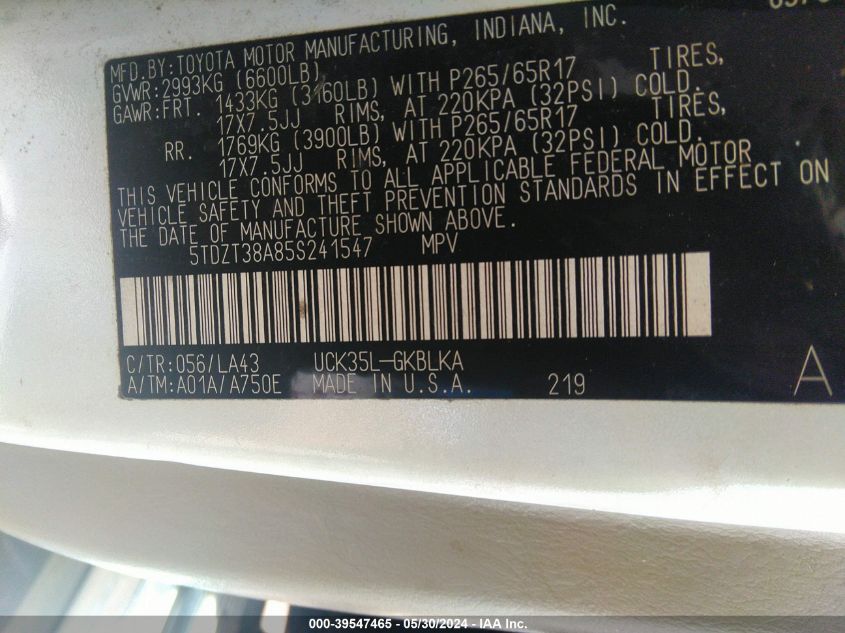 MFD.BY:TOYOTA MOTOR MANUFACTURING, INDIANA, INC.
GVWR:2993KG (6600LB)
GAWR:FRT. 1433KG (3160LB) WITH P265/65R17 TIRES,
17X7.5JJ RIMS, AT 220KPA (32PSI) COLD.
RR. 1769KG (3900LB) WITH P265/65R17 TIRES,
17X7.5JJ RIMS, AT 220KPA (32PSI) COLD.
THIS VEHICLE CONFORMS TO ALL APPLICABLE FEDERAL MOTOR
VEHICLE SAFETY AND THEFT PREVENTION STANDARDS IN EFFECT ON
THE DATE OF MANUFACTURE SHOWN ABOVE.
5TDZT38A85S241547 MPV
C/TR:056/LA43 UCK35L-GKBLKA
A/TM:A01A/A750E MADE IN U.S.A. 219 A
000-39547465 - 05/30/2024 - IAA Inc.